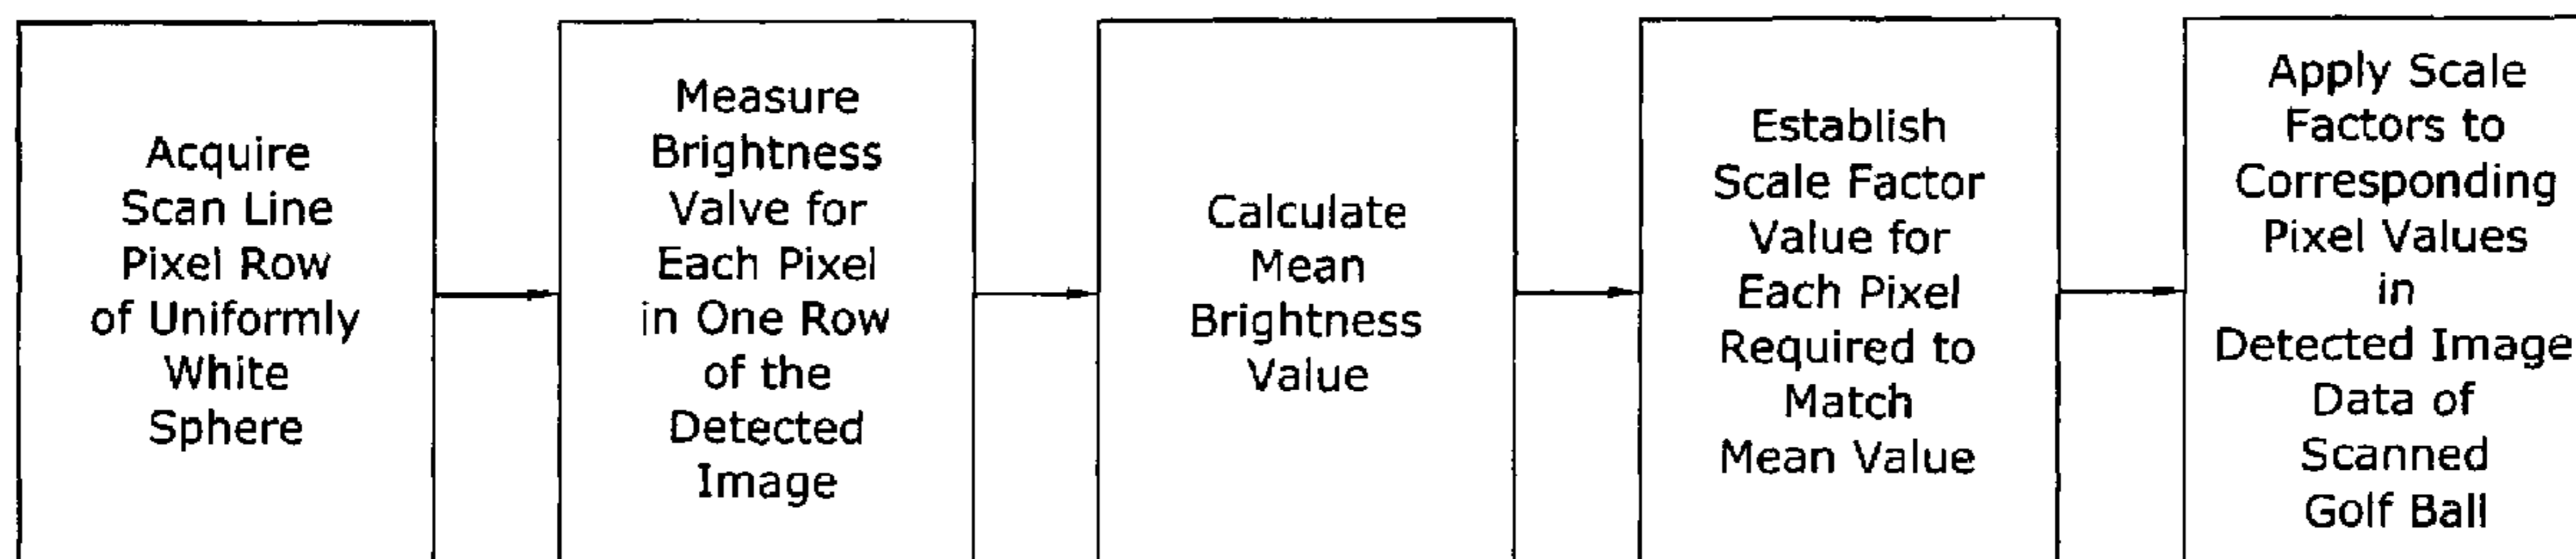 Acquire
Scan Line
Pixel Row
of Uniformly
White
Sphere
Measure
Brightness
Valve for
Each Pixel
in One Row
of the
Detected
Image
Calculate
Mean
Brightness
Value
Establish
Scale Factor
Value for
Each Pixel
Required to
Match
Mean Value
Apply Scale
Factors to
Corresponding
Pixel Values
in
Detected Image
Data of
Scanned
Golf Ball